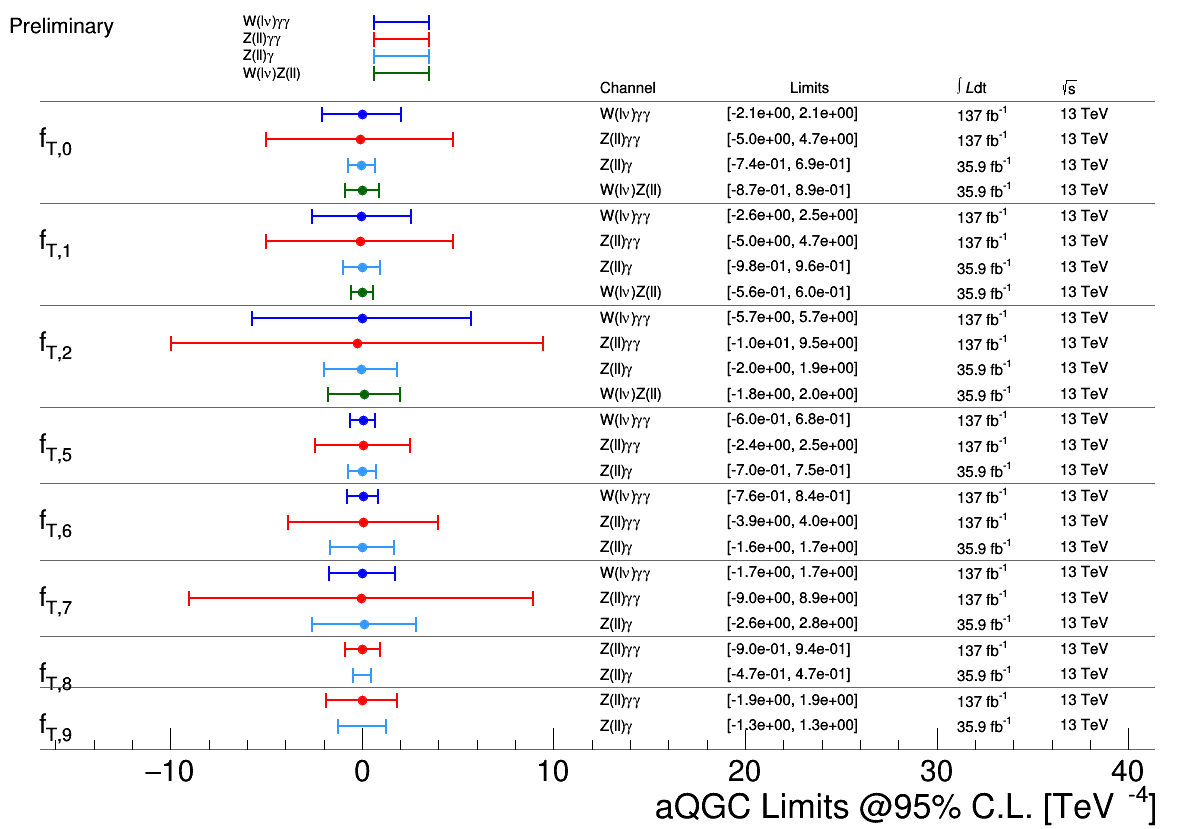 Preliminary
W(lν)γγ
Z(ll)γγ
Z(ll)γ
W(lν)Z(ll)
Channel Limits ∫ Ldt √s
f_T,0
W(lν)γγ [-2.1e+00, 2.1e+00] 137 fb⁻¹ 13 TeV
Z(ll)γγ [-5.0e+00, 4.7e+00] 137 fb⁻¹ 13 TeV
Z(ll)γ [-7.4e-01, 6.9e-01] 35.9 fb⁻¹ 13 TeV
W(lν)Z(ll) [-8.7e-01, 8.9e-01] 35.9 fb⁻¹ 13 TeV
f_T,1
W(lν)γγ [-2.6e+00, 2.5e+00] 137 fb⁻¹ 13 TeV
Z(ll)γγ [-5.0e+00, 4.7e+00] 137 fb⁻¹ 13 TeV
Z(ll)γ [-9.8e-01, 9.6e-01] 35.9 fb⁻¹ 13 TeV
W(lν)Z(ll) [-5.6e-01, 6.0e-01] 35.9 fb⁻¹ 13 TeV
f_T,2
W(lν)γγ [-5.7e+00, 5.7e+00] 137 fb⁻¹ 13 TeV
Z(ll)γγ [-1.0e+01, 9.5e+00] 137 fb⁻¹ 13 TeV
Z(ll)γ [-2.0e+00, 1.9e+00] 35.9 fb⁻¹ 13 TeV
W(lν)Z(ll) [-1.8e+00, 2.0e+00] 35.9 fb⁻¹ 13 TeV
f_T,5
W(lν)γγ [-6.0e-01, 6.8e-01] 137 fb⁻¹ 13 TeV
Z(ll)γγ [-2.4e+00, 2.5e+00] 137 fb⁻¹ 13 TeV
Z(ll)γ [-7.0e-01, 7.5e-01] 35.9 fb⁻¹ 13 TeV
f_T,6
W(lν)γγ [-7.6e-01, 8.4e-01] 137 fb⁻¹ 13 TeV
Z(ll)γγ [-3.9e+00, 4.0e+00] 137 fb⁻¹ 13 TeV
Z(ll)γ [-1.6e+00, 1.7e+00] 35.9 fb⁻¹ 13 TeV
f_T,7
W(lν)γγ [-1.7e+00, 1.7e+00] 137 fb⁻¹ 13 TeV
Z(ll)γγ [-9.0e+00, 8.9e+00] 137 fb⁻¹ 13 TeV
Z(ll)γ [-2.6e+00, 2.8e+00] 35.9 fb⁻¹ 13 TeV
f_T,8
Z(ll)γγ [-9.0e-01, 9.4e-01] 137 fb⁻¹ 13 TeV
Z(ll)γ [-4.7e-01, 4.7e-01] 35.9 fb⁻¹ 13 TeV
f_T,9
Z(ll)γγ [-1.9e+00, 1.9e+00] 137 fb⁻¹ 13 TeV
Z(ll)γ [-1.3e+00, 1.3e+00] 35.9 fb⁻¹ 13 TeV
−10 0 10 20 30 40
aQGC Limits @95% C.L. [TeV⁻⁴]